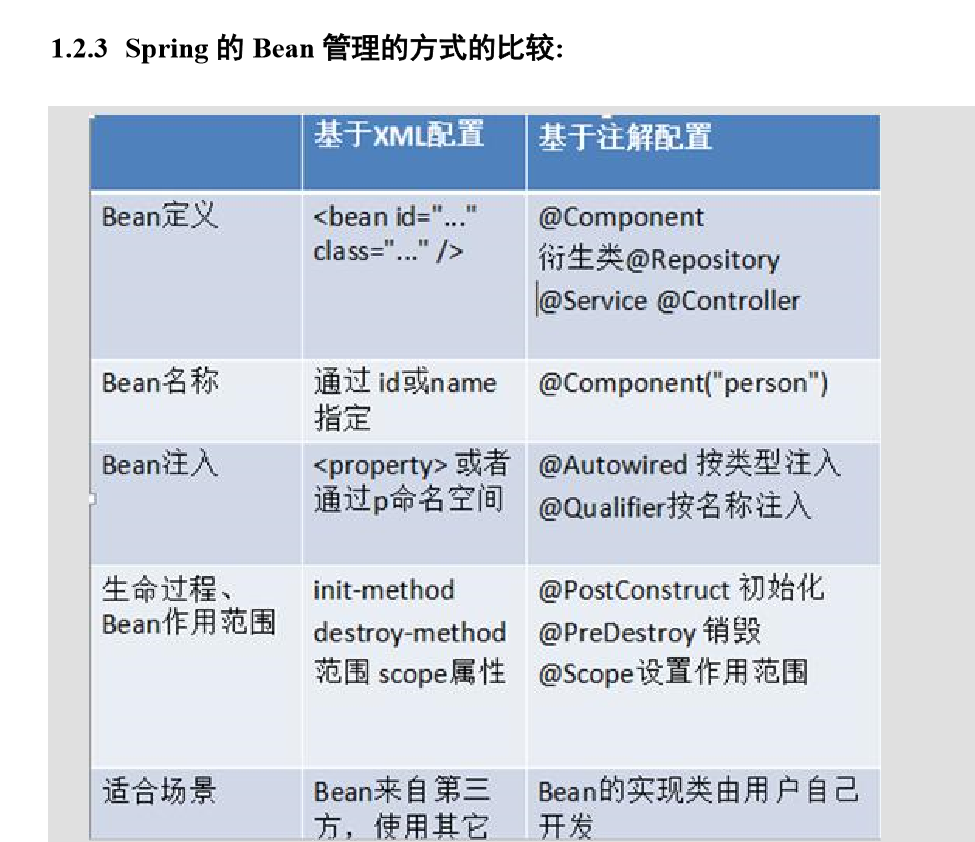 1.2.3 Spring 的 Bean 管理的方式的比较:
基于XML配置
基于注解配置
Bean定义
<bean id="..."
class="..." />
@Component
衍生类@Repository
@Service @Controller
Bean名称
通过 id或name
指定
@Component("person")
Bean注入
<property> 或者
通过p命名空间
@Autowired 按类型注入
@Qualifier按名称注入
生命过程、
Bean作用范围
init-method
destroy-method
范围 scope属性
@PostConstruct 初始化
@PreDestroy 销毁
@Scope设置作用范围
适合场景
Bean来自第三
方，使用其它
Bean的实现类由用户自己
开发